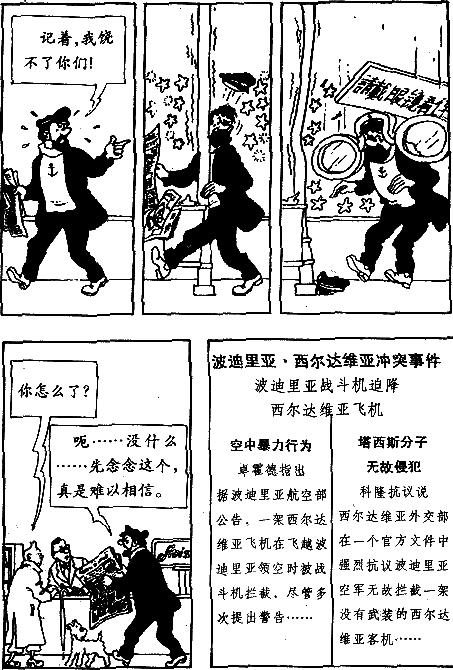 记着,我饶
不了你们!
請戴眼鏡
你怎么了?
呃……没什么
……先念念这个,
真是难以相信。
波迪里亚·西尔达维亚冲突事件
波迪里亚战斗机迫降
西尔达维亚飞机
空中暴力行为
卓霍德指出
据波迪里亚航空部
公告,一架西尔达
维亚飞机在飞越波
迪里亚领空时被战
斗机拦截,尽管多
次提出警告……
塔西斯分子
无故侵犯
科隆抗议说
西尔达维亚外交部
在一个官方文件中
强烈抗议波迪里亚
空军无故拦截一架
没有武装的西尔达
维亚客机……